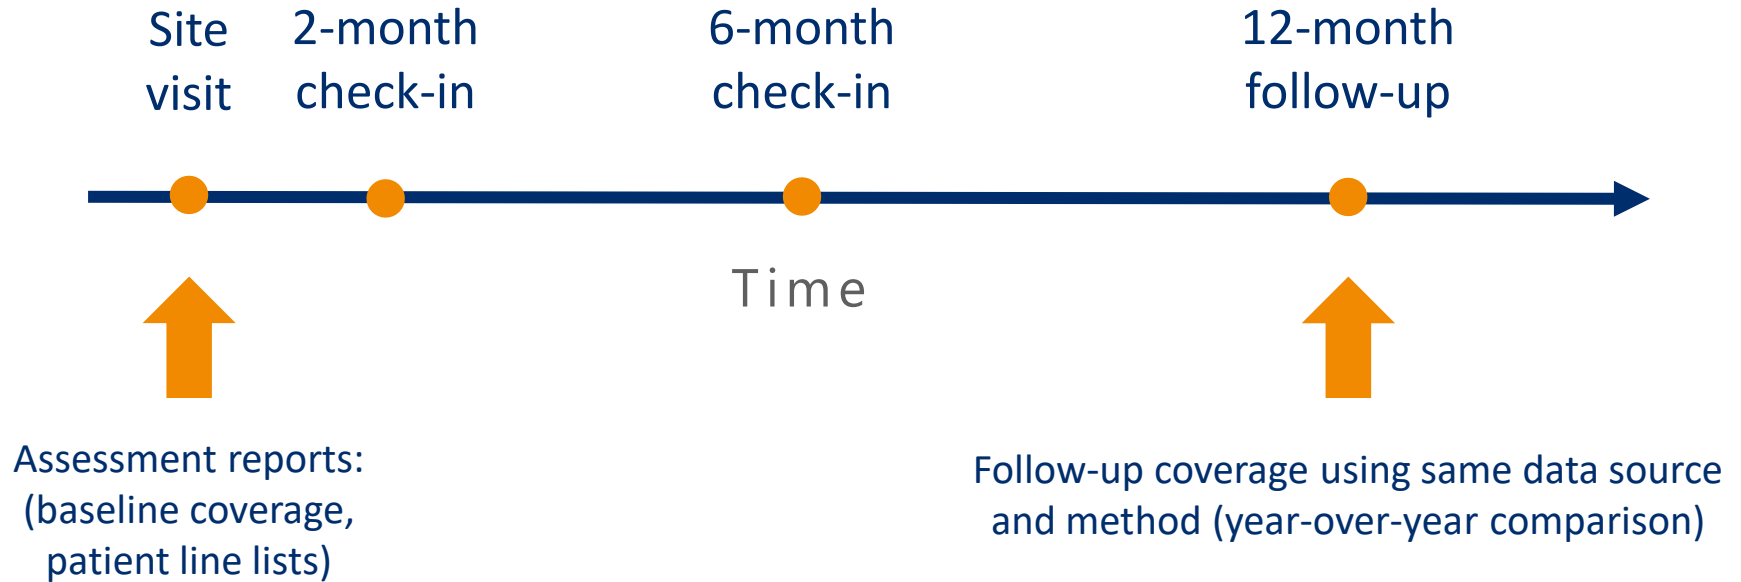 Site
visit
2-month
check-in
6-month
check-in
12-month
follow-up
Time
Assessment reports:
(baseline coverage,
patient line lists)
Follow-up coverage using same data source
and method (year-over-year comparison)